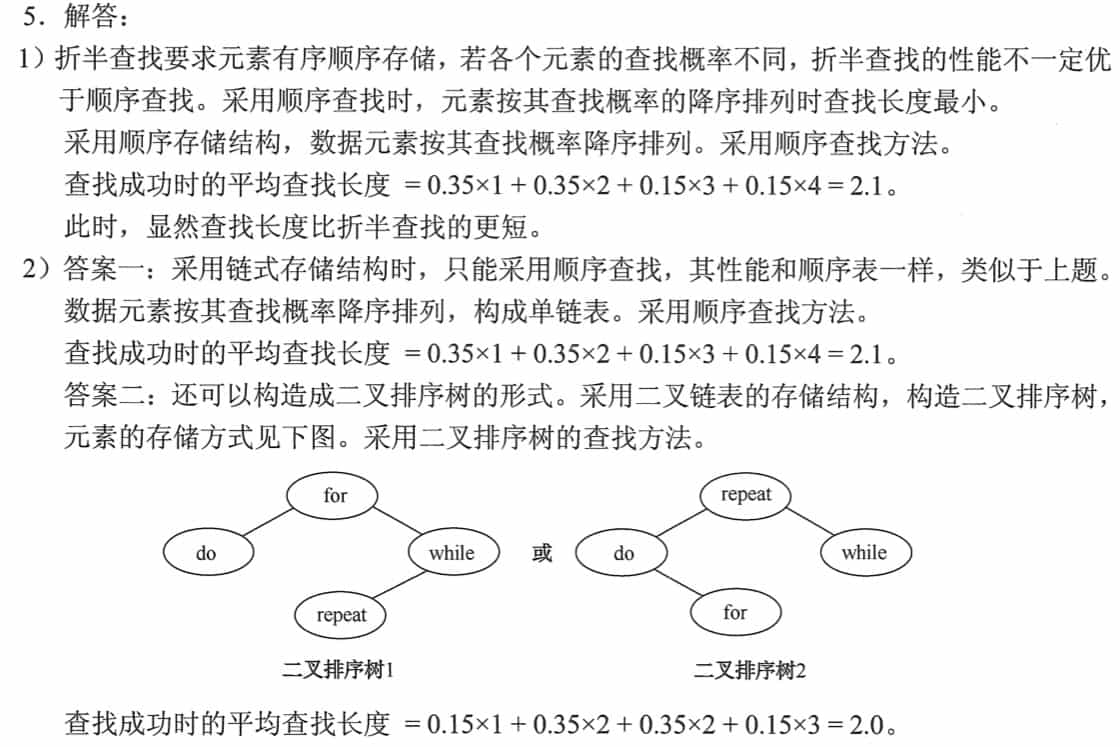 5．解答：
1）折半查找要求元素有序顺序存储，若各个元素的查找概率不同，折半查找的性能不一定优
于顺序查找。采用顺序查找时，元素按其查找概率的降序排列时查找长度最小。
采用顺序存储结构，数据元素按其查找概率降序排列。采用顺序查找方法。
查找成功时的平均查找长度 = 0.35×1 + 0.35×2 + 0.15×3 + 0.15×4 = 2.1。
此时，显然查找长度比折半查找的更短。
2）答案一：采用链式存储结构时，只能采用顺序查找，其性能和顺序表一样，类似于上题。
数据元素按其查找概率降序排列，构成单链表。采用顺序查找方法。
查找成功时的平均查找长度 = 0.35×1 + 0.35×2 + 0.15×3 + 0.15×4 = 2.1。
答案二：还可以构造成二叉排序树的形式。采用二叉链表的存储结构，构造二叉排序树，
元素的存储方式见下图。采用二叉排序树的查找方法。
for
do
while
repeat
二叉排序树1
或
repeat
do
while
for
二叉排序树2
查找成功时的平均查找长度 = 0.15×1 + 0.35×2 + 0.35×2 + 0.15×3 = 2.0。